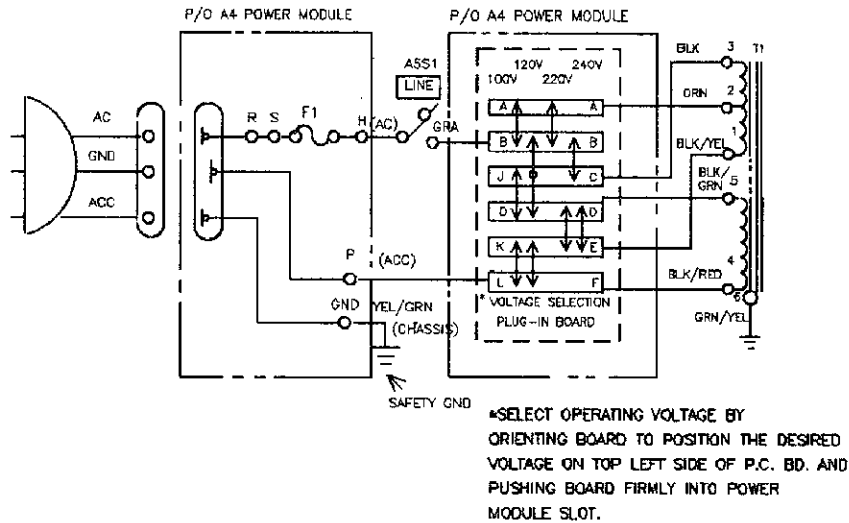 P/O A4 POWER MODULE
P/O A4 POWER MODULE
A5S1
LINE
120V 240V
100V 220V
BLK 3 T1
ORN 2
1
BLK/YEL
BLK/
GRN 5
4
BLK/RED
6
GRN/YEL
AC
GND
ACC
R S F1 H (AC)
GRA
A A
B B
J C
D D
K E
L F
P (ACC)
GND YEL/GRN
(CHASSIS)
SAFETY GND
* VOLTAGE SELECTION
PLUG-IN BOARD
*SELECT OPERATING VOLTAGE BY
ORIENTING BOARD TO POSITION THE DESIRED
VOLTAGE ON TOP LEFT SIDE OF P.C. BD. AND
PUSHING BOARD FIRMLY INTO POWER
MODULE SLOT.